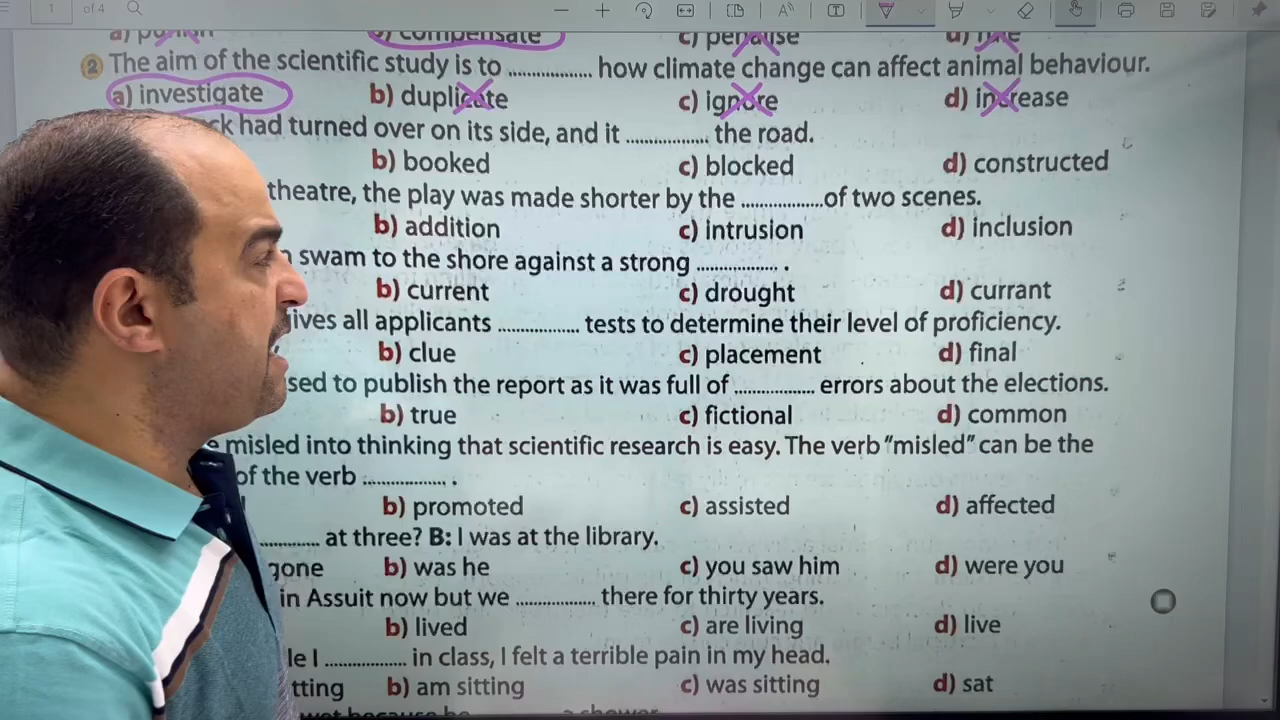 1 of 4
b) compensate c) penalise
2 The aim of the scientific study is to ................ how climate change can affect animal behaviour.
a) investigate b) duplicate c) ignore d) increase
had turned over on its side, and it ................ the road.
b) booked c) blocked d) constructed
theatre, the play was made shorter by the ................ of two scenes.
b) addition c) intrusion d) inclusion
swam to the shore against a strong ................ .
b) current c) drought d) currant
all applicants ................ tests to determine their level of proficiency.
b) clue c) placement d) final
to publish the report as it was full of ................ errors about the elections.
b) true c) fictional d) common
misled into thinking that scientific research is easy. The verb "misled" can be the
of the verb ................ .
b) promoted c) assisted d) affected
............ at three? B: I was at the library.
gone b) was he c) you saw him d) were you
in Assuit now but we ................ there for thirty years.
b) lived c) are living d) live
I ................ in class, I felt a terrible pain in my head.
b) am sitting c) was sitting d) sat